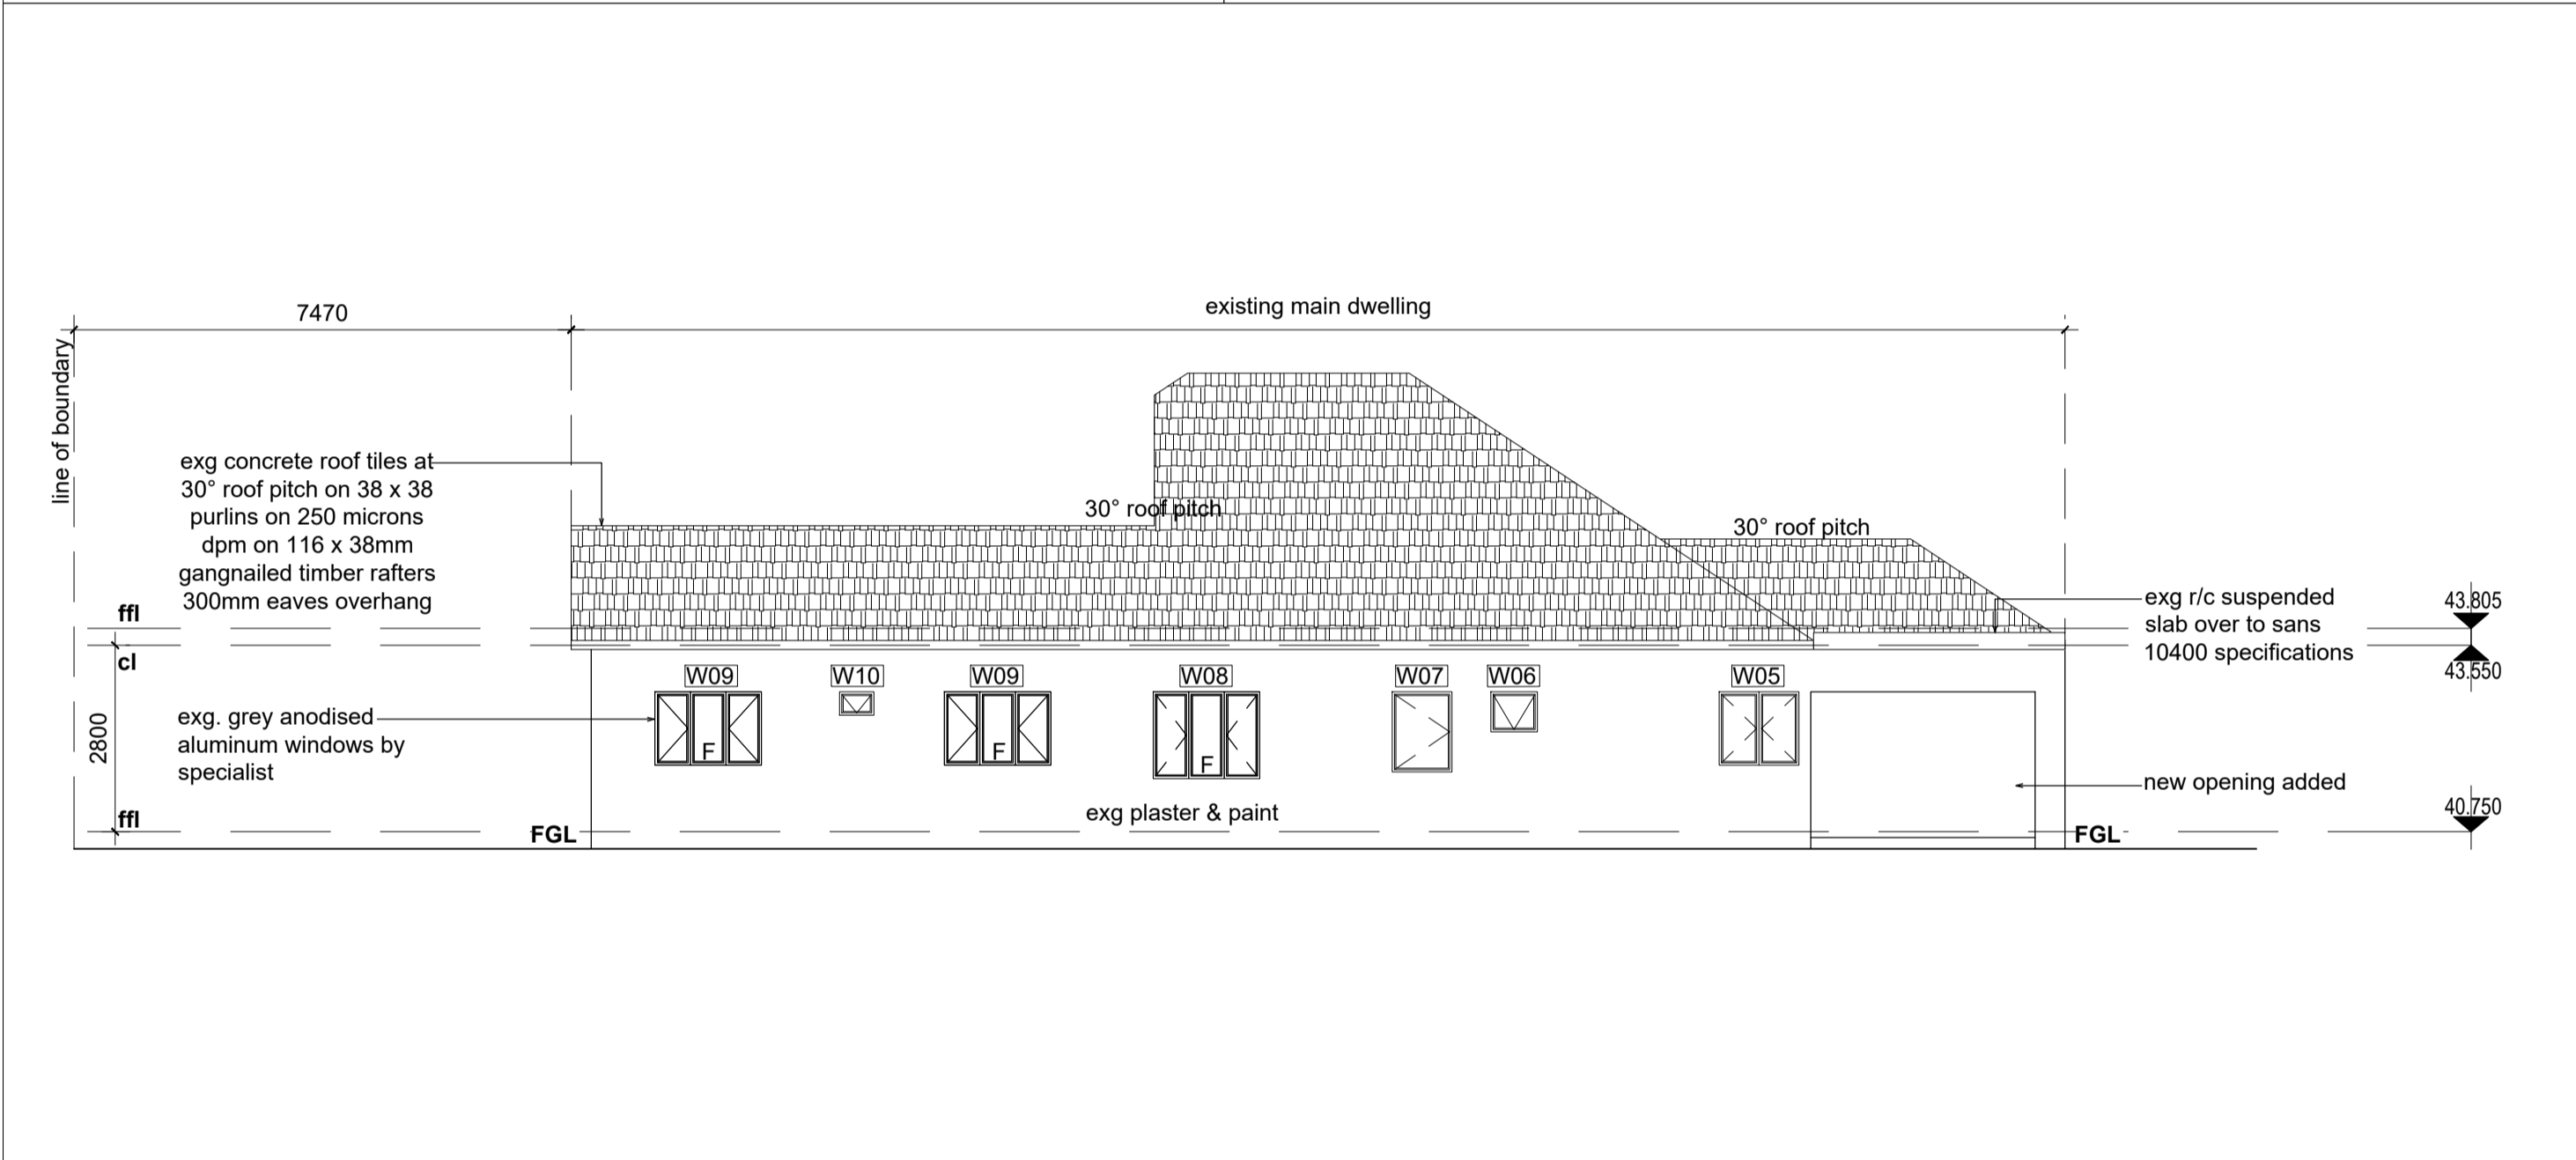 7470
existing main dwelling
line of boundary
exg concrete roof tiles at
30° roof pitch on 38 x 38
purlins on 250 microns
dpm on 116 x 38mm
gangnailed timber rafters
300mm eaves overhang
30° roof pitch
30° roof pitch
ffl
cl
exg r/c suspended
slab over to sans
10400 specifications
43.805
43.550
W09
W10
W09
W08
W07
W06
W05
exg. grey anodised
aluminum windows by
specialist
2800
F
F
F
new opening added
exg plaster & paint
ffl
40.750
FGL
FGL